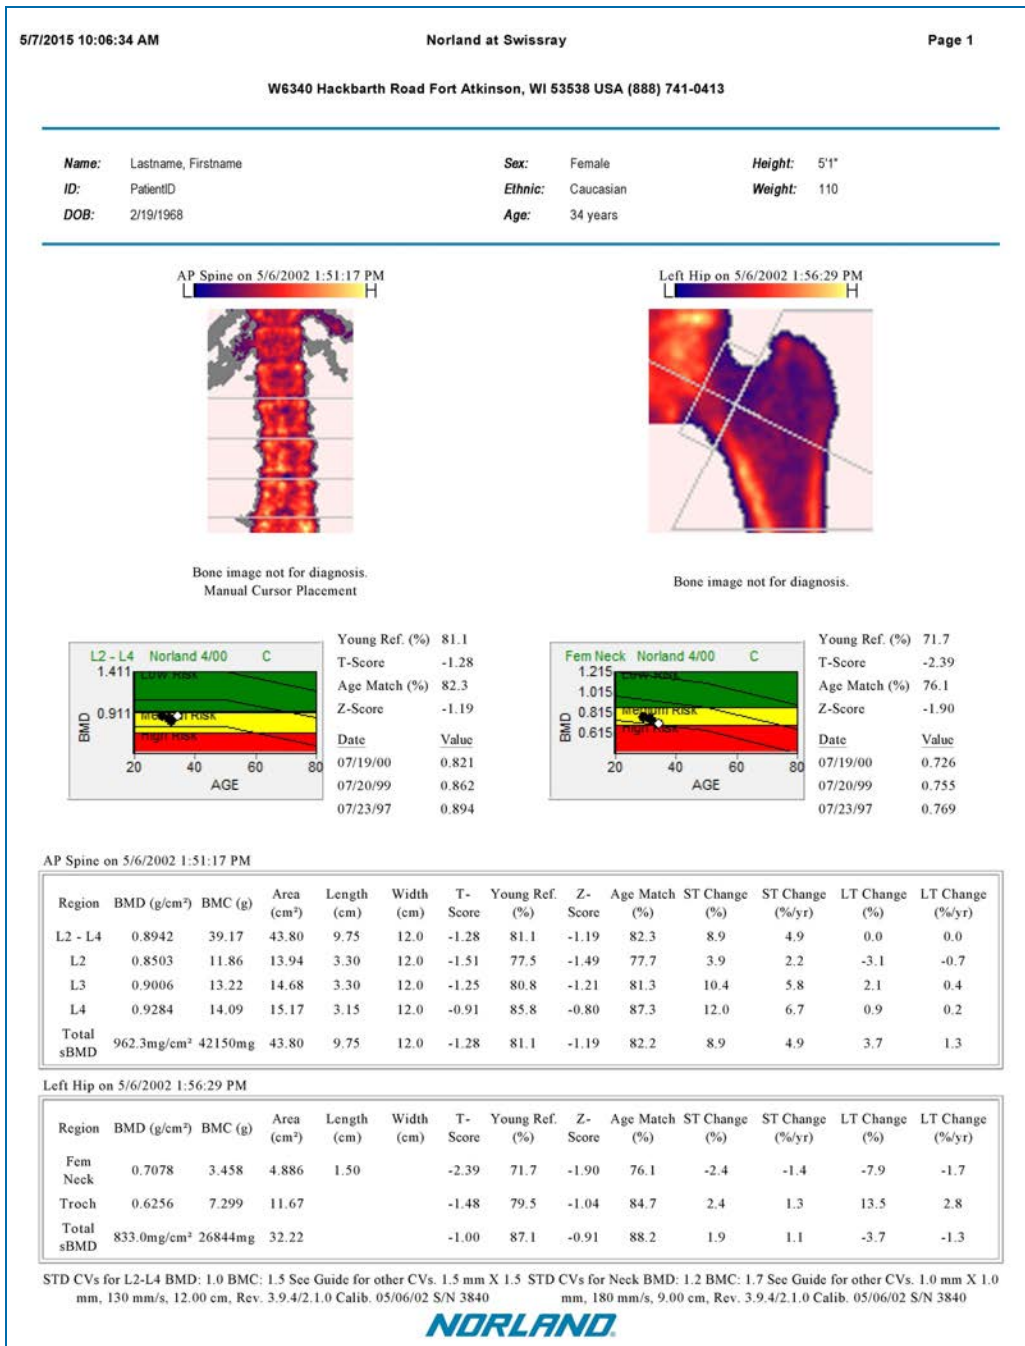 5/7/2015 10:06:34 AM Norland at Swissray Page 1
W6340 Hackbarth Road Fort Atkinson, WI 53538 USA (888) 741-0413
Name: Lastname, Firstname Sex: Female Height: 5'1"
ID: PatientID Ethnic: Caucasian Weight: 110
DOB: 2/19/1968 Age: 34 years
AP Spine on 5/6/2002 1:51:17 PM
L H
Left Hip on 5/6/2002 1:56:29 PM
L H
Bone image not for diagnosis.
Manual Cursor Placement
Bone image not for diagnosis.
L2 - L4 Norland 4/00 C
1.411
0.911
BMD
Low Risk
Medium Risk
High Risk
20 40 60 80
AGE
Young Ref. (%) 81.1
T-Score -1.28
Age Match (%) 82.3
Z-Score -1.19
Date Value
07/19/00 0.821
07/20/99 0.862
07/23/97 0.894
Fem Neck Norland 4/00 C
1.215
1.015
0.815
0.615
BMD
Low Risk
Medium Risk
High Risk
20 40 60 80
AGE
Young Ref. (%) 71.7
T-Score -2.39
Age Match (%) 76.1
Z-Score -1.90
Date Value
07/19/00 0.726
07/20/99 0.755
07/23/97 0.769
AP Spine on 5/6/2002 1:51:17 PM
Region BMD (g/cm²) BMC (g) Area (cm²) Length (cm) Width (cm) T-Score Young Ref. (%) Z-Score Age Match (%) ST Change (%) ST Change (%/yr) LT Change (%) LT Change (%/yr)
L2 - L4 0.8942 39.17 43.80 9.75 12.0 -1.28 81.1 -1.19 82.3 8.9 4.9 0.0 0.0
L2 0.8503 11.86 13.94 3.30 12.0 -1.51 77.5 -1.49 77.7 3.9 2.2 -3.1 -0.7
L3 0.9006 13.22 14.68 3.30 12.0 -1.25 80.8 -1.21 81.3 10.4 5.8 2.1 0.4
L4 0.9284 14.09 15.17 3.15 12.0 -0.91 85.8 -0.80 87.3 12.0 6.7 0.9 0.2
Total sBMD 962.3mg/cm² 42150mg 43.80 9.75 12.0 -1.28 81.1 -1.19 82.2 8.9 4.9 3.7 1.3
Left Hip on 5/6/2002 1:56:29 PM
Region BMD (g/cm²) BMC (g) Area (cm²) Length (cm) Width (cm) T-Score Young Ref. (%) Z-Score Age Match (%) ST Change (%) ST Change (%/yr) LT Change (%) LT Change (%/yr)
Fem Neck 0.7078 3.458 4.886 1.50 -2.39 71.7 -1.90 76.1 -2.4 -1.4 -7.9 -1.7
Troch 0.6256 7.299 11.67 -1.48 79.5 -1.04 84.7 2.4 1.3 13.5 2.8
Total sBMD 833.0mg/cm² 26844mg 32.22 -1.00 87.1 -0.91 88.2 1.9 1.1 -3.7 -1.3
STD CVs for L2-L4 BMD: 1.0 BMC: 1.5 See Guide for other CVs. 1.5 mm X 1.5
mm, 130 mm/s, 12.00 cm, Rev. 3.9.4/2.1.0 Calib. 05/06/02 S/N 3840
STD CVs for Neck BMD: 1.2 BMC: 1.7 See Guide for other CVs. 1.0 mm X 1.0
mm, 180 mm/s, 9.00 cm, Rev. 3.9.4/2.1.0 Calib. 05/06/02 S/N 3840
NORLAND®